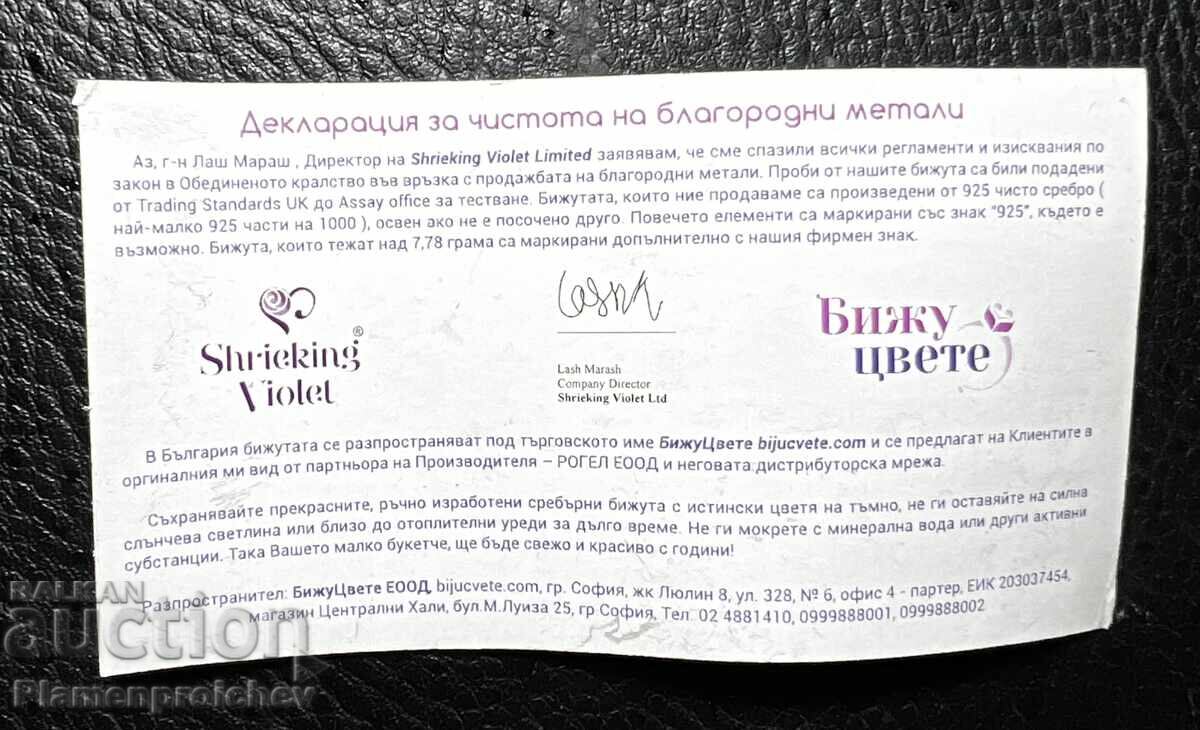 Декларация за чистота на благородни метали
Аз, г-н Лаш Мараш , Директор на Shrieking Violet Limited заявявам, че сме спазили всички регламенти и изисквания по
закон в Обединеното кралство във връзка с продажбата на благородни метали. Проби от нашите бижута са били подадени
от Trading Standards UK до Assay office за тестване. Бижутата, които ние продаваме са произведени от 925 чисто сребро (
най-малко 925 части на 1000 ), освен ако не е посочено друго. Повечето елементи са маркирани със знак "925", където е
възможно. Бижута, които тежат над 7,78 грама са маркирани допълнително с нашия фирмен знак.
Shrieking ®
Violet
Lash Marash
Company Director
Shrieking Violet Ltd
Бижу
цвете
В България бижутата се разпространяват под търговското име БижуЦвете bijucvete.com и се предлагат на Клиентите в
оргиналния ми вид от партньора на Производителя – РОГЕЛ ЕООД и неговата дистрибуторска мрежа.
Съхранявайте прекрасните, ръчно изработени сребърни бижута с истински цветя на тъмно, не ги оставяйте на силна
слънчева светлина или близо до отоплителни уреди за дълго време. Не ги мокрете с минерална вода или други активни
субстанции. Така Вашето малко букетче, ще бъде свежо и красиво с години!
Разпространител: БижуЦвете ЕООД, bijucvete.com, гр. София, жк Люлин 8, ул. 328, № 6, офис 4 - партер, ЕИК 203037454,
магазин Централни Хали, бул.М.Луиза 25, гр.София, Тел. 02 4881410, 0999888001, 0999888002
BALKAN
auction
Plamenproichev